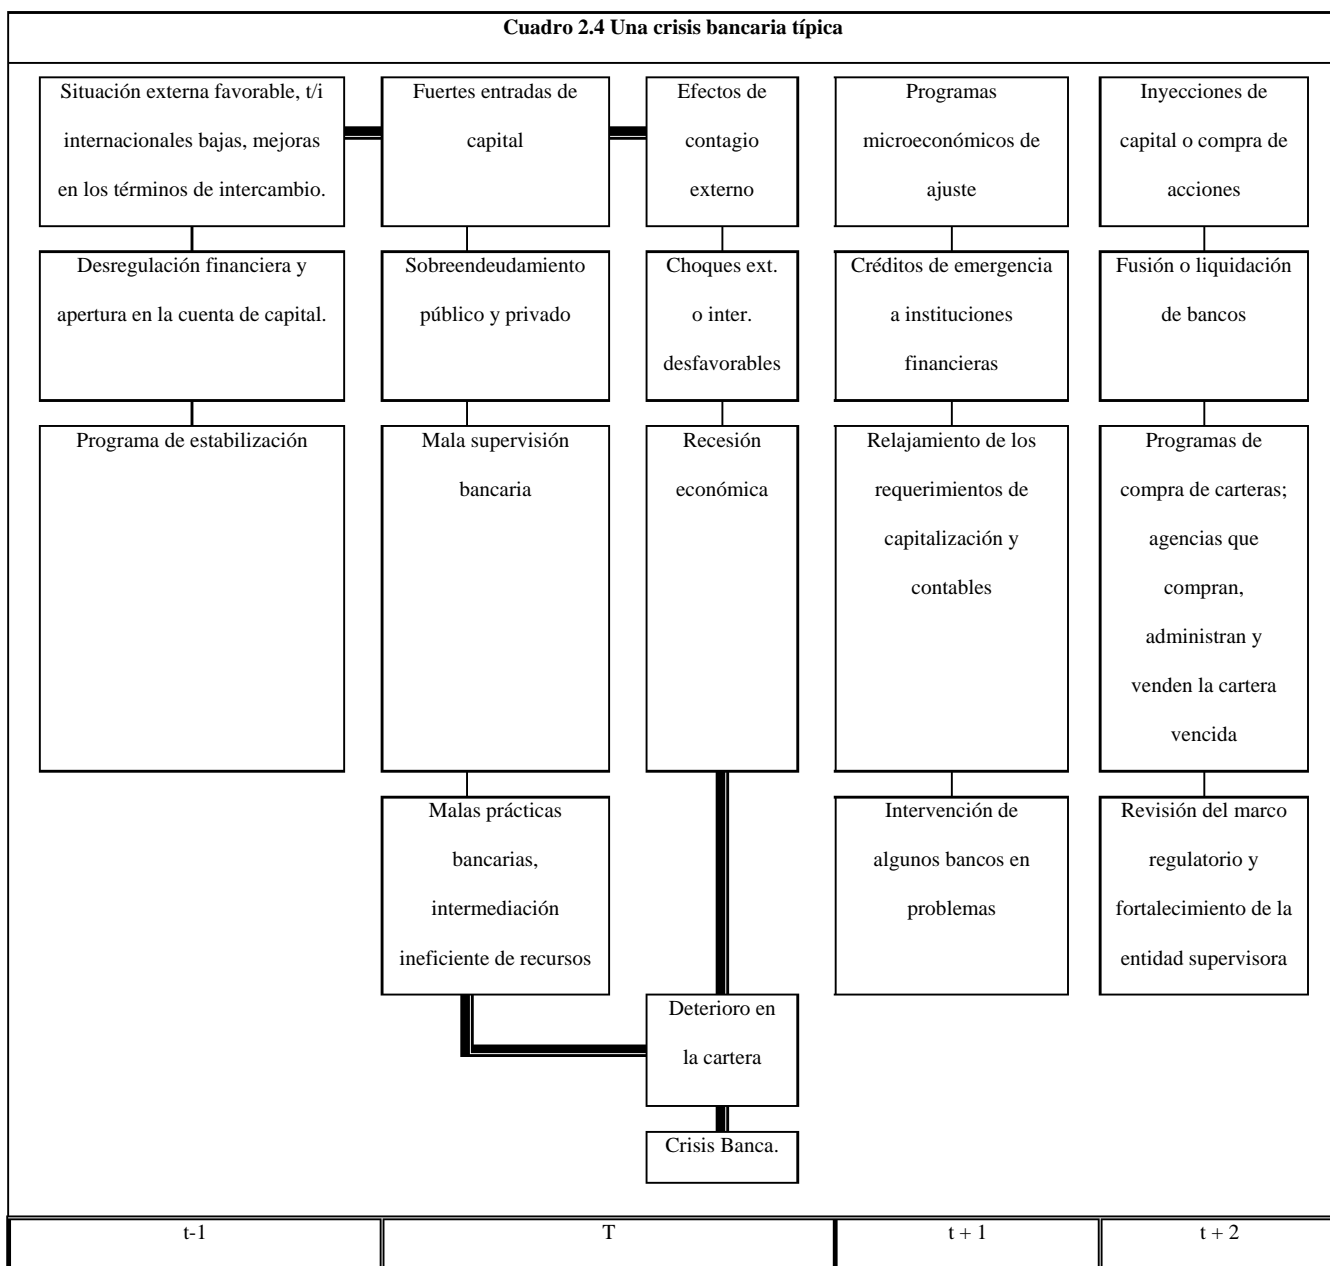 Cuadro 2.4 Una crisis bancaria típica
Situación externa favorable, t/i
internacionales bajas, mejoras
en los términos de intercambio.
Desregulación financiera y
apertura en la cuenta de capital.
Programa de estabilización
Fuertes entradas de
capital
Sobreendeudamiento
público y privado
Mala supervisión
bancaria
Malas prácticas
bancarias,
intermediación
ineficiente de recursos
Efectos de
contagio
externo
Choques ext.
o inter.
desfavorables
Recesión
económica
Deterioro en
la cartera
Crisis Banca.
Programas
microeconómicos de
ajuste
Créditos de emergencia
a instituciones
financieras
Relajamiento de los
requerimientos de
capitalización y
contables
Intervención de
algunos bancos en
problemas
Inyecciones de
capital o compra de
acciones
Fusión o liquidación
de bancos
Programas de
compra de carteras;
agencias que
compran,
administran y
venden la cartera
vencida
Revisión del marco
regulatorio y
fortalecimiento de la
entidad supervisora
t-1
T
t + 1
t + 2